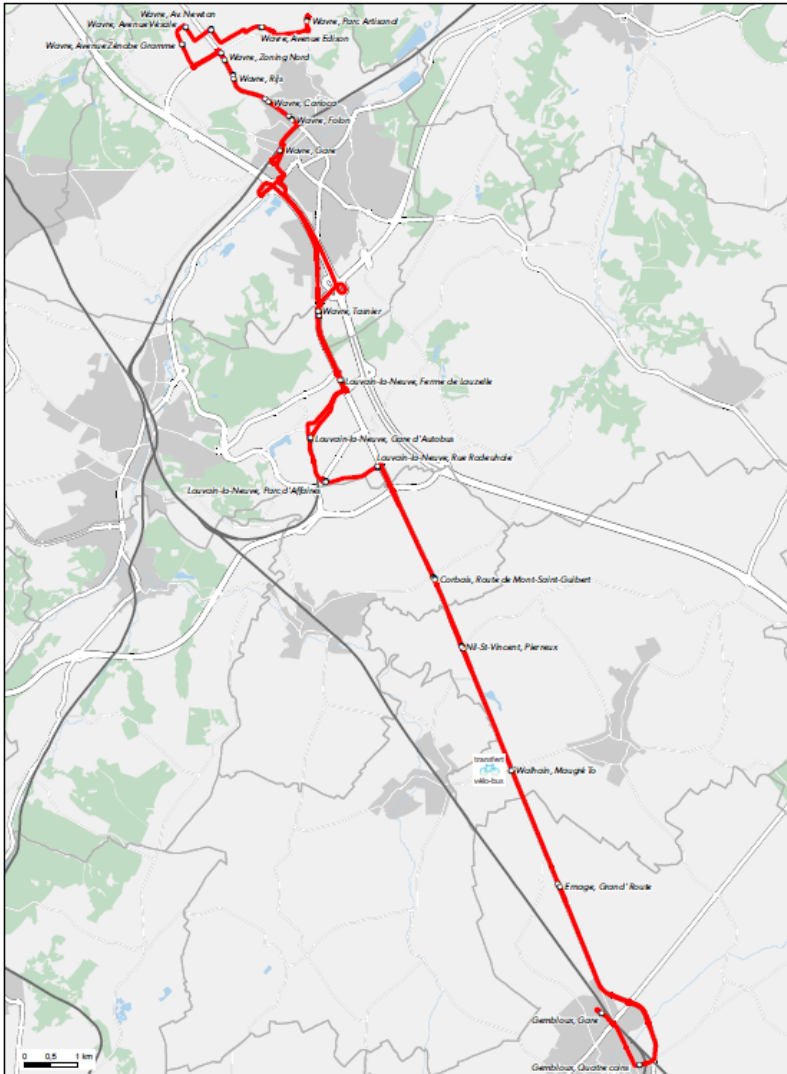 Wavre, Av. Newton
Wavre, Parc Artisanal
Wavre, Avenue Vésale
Wavre, Avenue Edison
Wavre, Avenue Zénobe Gramme
Wavre, Zoning Nord
Wavre, Rijs
Wavre, Carioca
Wavre, Folon
Wavre, Gare
Wavre, Tasnier
Louvain-la-Neuve, Ferme de Lauzelle
Louvain-la-Neuve, Gare d'Autobus
Louvain-la-Neuve, Rue Rodeuhaie
Louvain-la-Neuve, Parc d'Affaires
Corbais, Route de Mont-Saint-Guibert
Nil-St-Vincent, Pierreux
transfert
vélo-bus
Walhain, Maugré To
Ernage, Grand' Route
Gembloux, Gare
Gembloux, Quatre coins
0 0,5 1 km